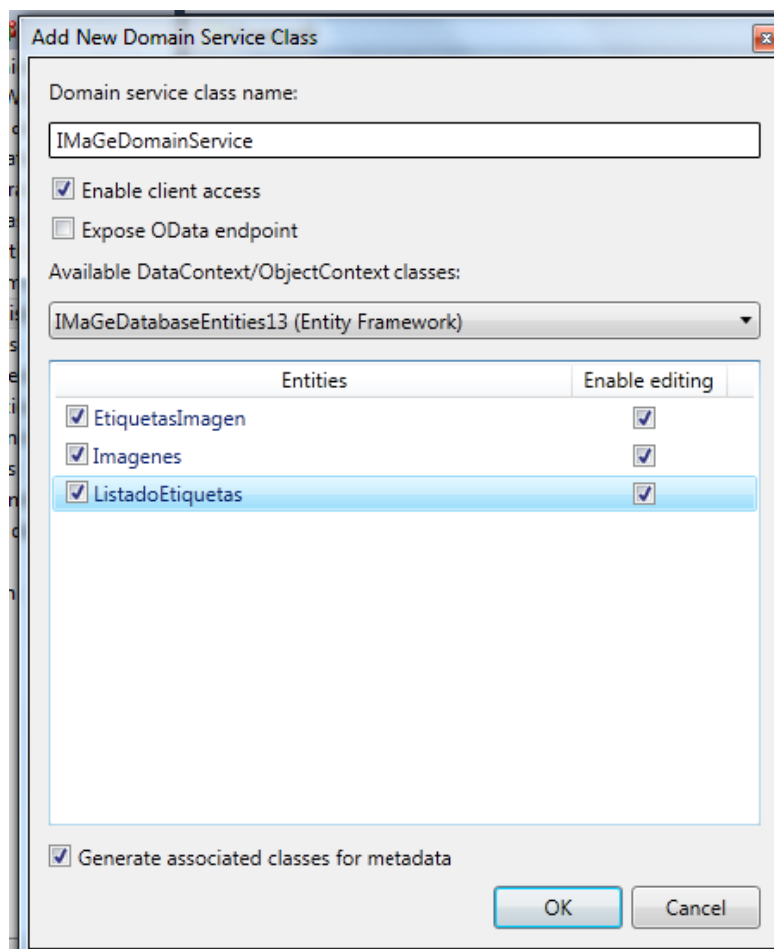 Add New Domain Service Class
Domain service class name:
IMaGeDomainService
Enable client access
Expose OData endpoint
Available DataContext/ObjectContext classes:
IMaGeDatabaseEntities13 (Entity Framework)
Entities Enable editing
EtiquetasImagen
Imagenes
ListadoEtiquetas
Generate associated classes for metadata
OK Cancel